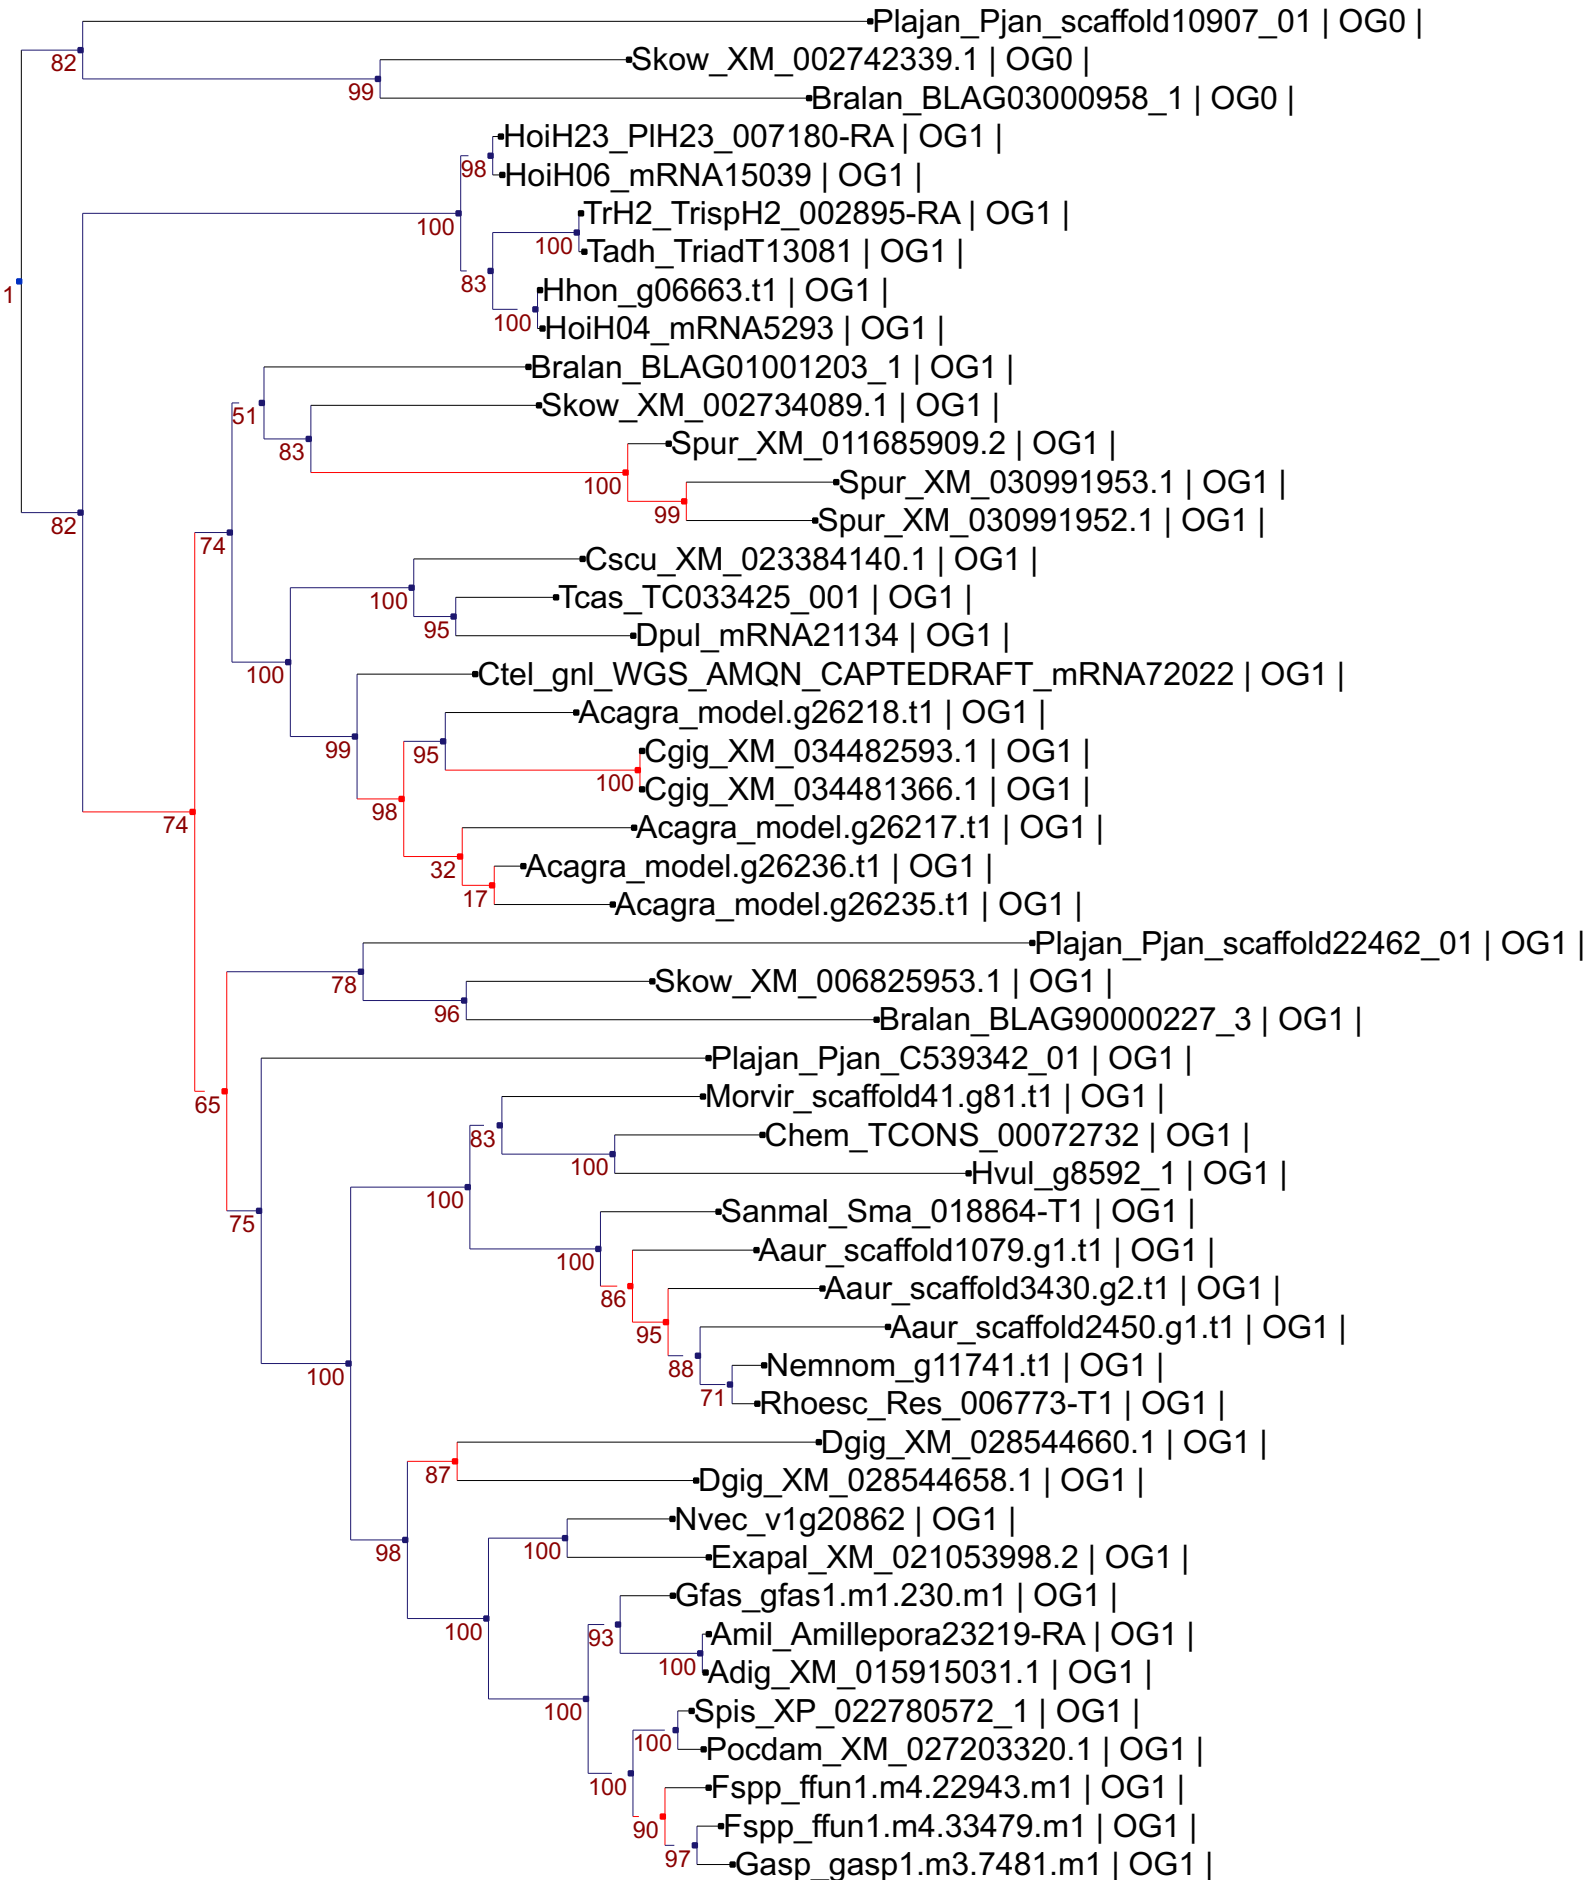 Plajan_Pjan_scaffold10907_01 | OG0 |
82
Skow_XM_002742339.1 | OG0 |
99
Bralan_BLAG03000958_1 | OG0 |
HoiH23_PlH23_007180-RA | OG1 |
98
HoiH06_mRNA15039 | OG1 |
100
TrH2_TrispH2_002895-RA | OG1 |
100
Tadh_TriadT13081 | OG1 |
83
1
Hhon_g06663.t1 | OG1 |
100
HoiH04_mRNA5293 | OG1 |
Bralan_BLAG01001203_1 | OG1 |
51
Skow_XM_002734089.1 | OG1 |
83
Spur_XM_011685909.2 | OG1 |
100
Spur_XM_030991953.1 | OG1 |
99
82
Spur_XM_030991952.1 | OG1 |
74
Cscu_XM_023384140.1 | OG1 |
100
Tcas_TC033425_001 | OG1 |
95
Dpul_mRNA21134 | OG1 |
100
Ctel_gnl_WGS_AMQN_CAPTEDRAFT_mRNA72022 | OG1 |
Acagra_model.g26218.t1 | OG1 |
99
95
Cgig_XM_034482593.1 | OG1 |
100
Cgig_XM_034481366.1 | OG1 |
98
74
Acagra_model.g26217.t1 | OG1 |
32
Acagra_model.g26236.t1 | OG1 |
17
Acagra_model.g26235.t1 | OG1 |
Plajan_Pjan_scaffold22462_01 | OG1 |
78
Skow_XM_006825953.1 | OG1 |
96
Bralan_BLAG90000227_3 | OG1 |
Plajan_Pjan_C539342_01 | OG1 |
65
Morvir_scaffold41.g81.t1 | OG1 |
83
Chem_TCONS_00072732 | OG1 |
100
Hvul_g8592_1 | OG1 |
100
75
Sanmal_Sma_018864-T1 | OG1 |
100
Aaur_scaffold1079.g1.t1 | OG1 |
86
Aaur_scaffold3430.g2.t1 | OG1 |
95
Aaur_scaffold2450.g1.t1 | OG1 |
88
Nemnom_g11741.t1 | OG1 |
100
71
Rhoesc_Res_006773-T1 | OG1 |
Dgig_XM_028544660.1 | OG1 |
87
Dgig_XM_028544658.1 | OG1 |
Nvec_v1g20862 | OG1 |
98
100
Exapal_XM_021053998.2 | OG1 |
Gfas_gfas1.m1.230.m1 | OG1 |
100
93
Amil_Amillepora23219-RA | OG1 |
100
Adig_XM_015915031.1 | OG1 |
100
Spis_XP_022780572_1 | OG1 |
100
Pocdam_XM_027203320.1 | OG1 |
100
Fspp_ffun1.m4.22943.m1 | OG1 |
90
Fspp_ffun1.m4.33479.m1 | OG1 |
97
Gasp_gasp1.m3.7481.m1 | OG1 |